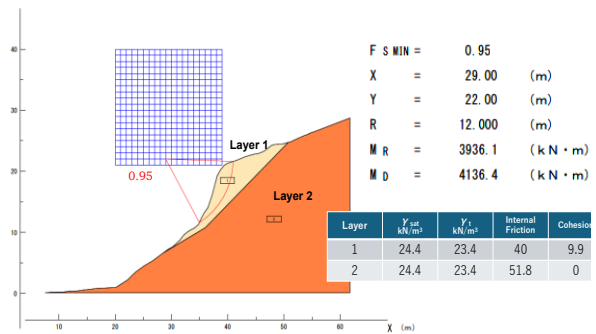 F S MIN = 0.95
X = 29.00 (m)
Y = 22.00 (m)
R = 12.000 (m)
M R = 3936.1 (kN・m)
M D = 4136.4 (kN・m)
40
30
20
10
0
0.95
Layer 1
Layer 2
10 20 30 40 50 60 X (m)
Layer γsat kN/m³ γt kN/m³ Internal Friction Cohesion
1 24.4 23.4 40 9.9
2 24.4 23.4 51.8 0